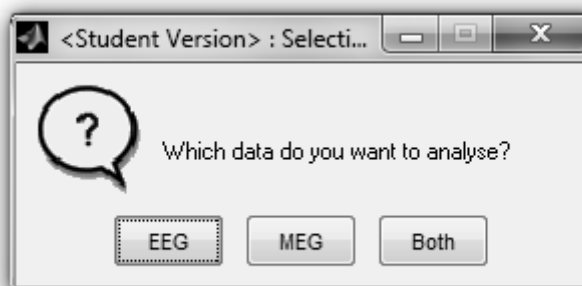 <Student Version> : Selecti...
?
Which data do you want to analyse?
EEG MEG Both